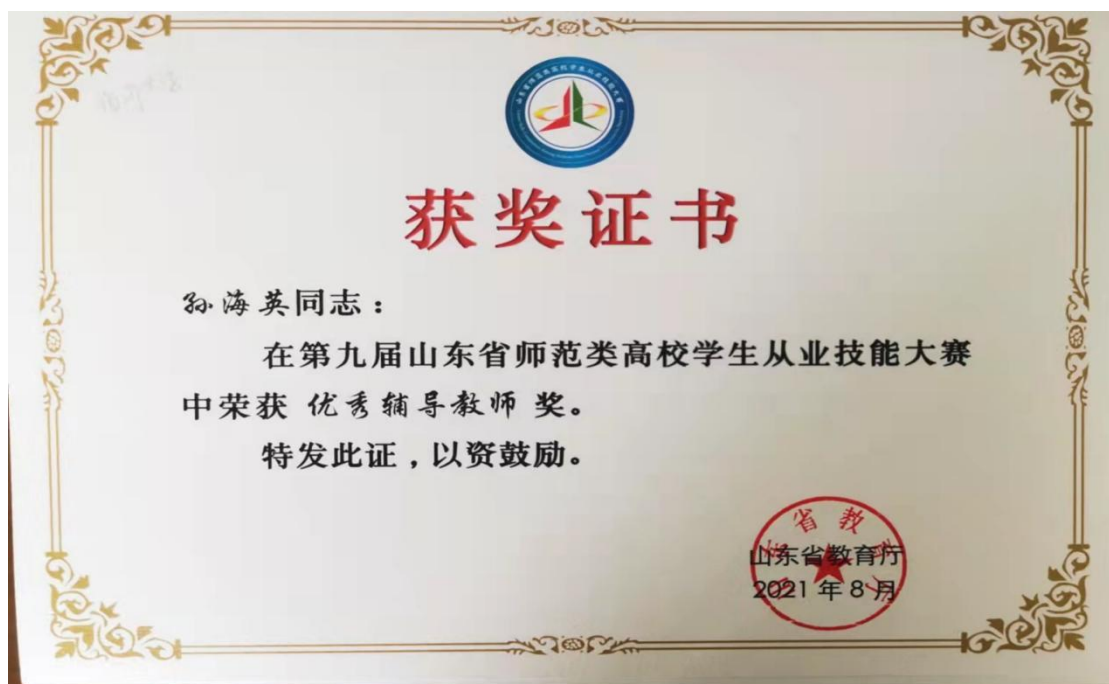 获奖证书
孙海英同志：
在第九届山东省师范类高校学生从业技能大赛
中荣获 优秀辅导教师 奖。
特发此证，以资鼓励。
山东省教育厅
2021 年 8 月